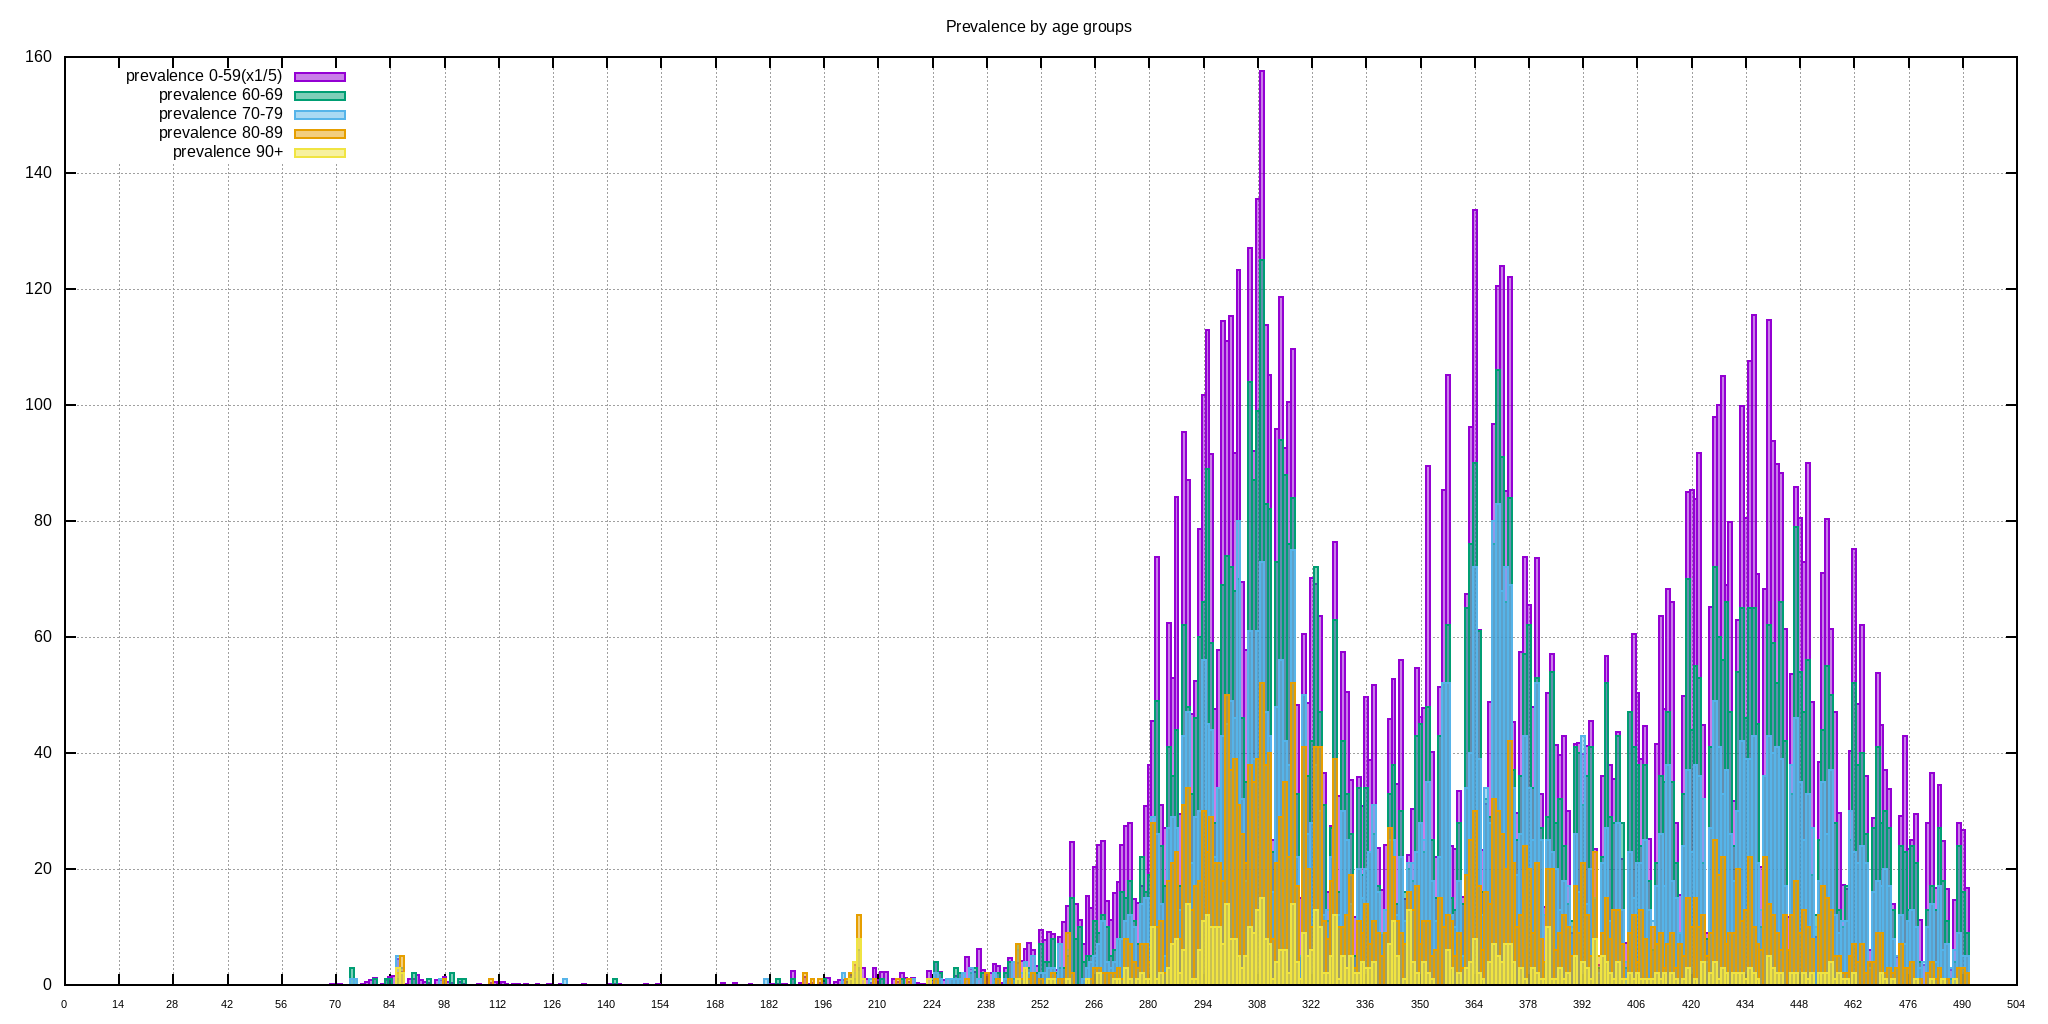 Prevalence by age groups
160
prevalence 0-59(x1/5)
prevalence 60-69
prevalence 70-79
prevalence 80-89
prevalence 90+
140
120
100
80
60
40
20
0
0 14 28 42 56 70 84 98 112 126 140 154 168 182 196 210 224 238 252 266 280 294 308 322 336 350 364 378 392 406 420 434 448 462 476 490 504